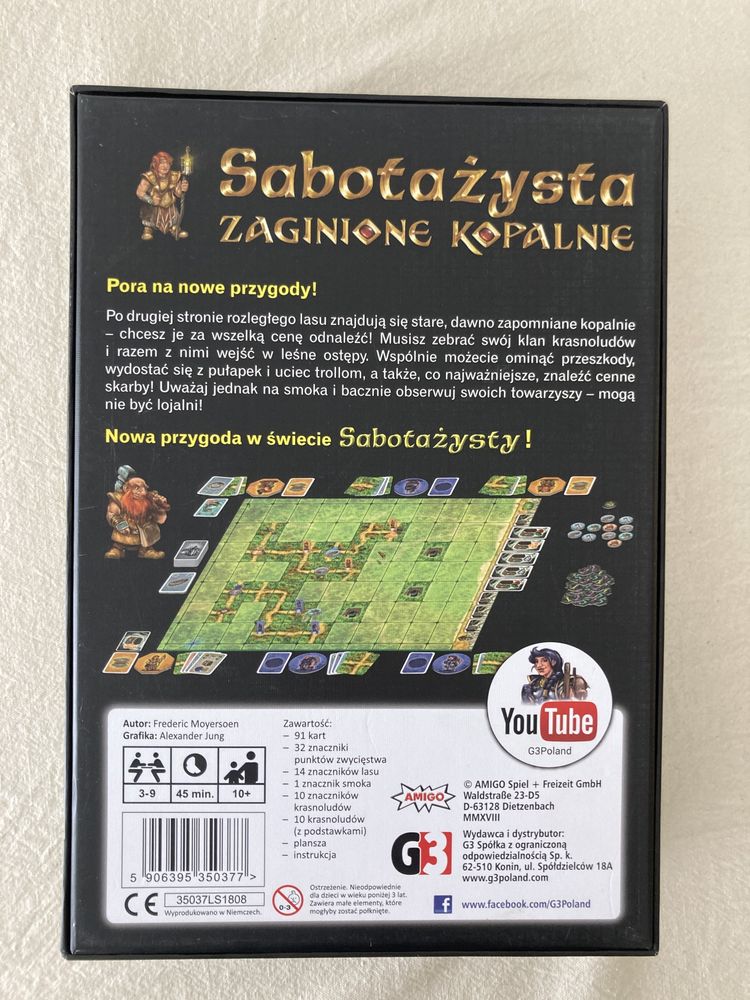 Sabotażysta
ZAGINIONE KOPALNIE
Pora na nowe przygody!
Po drugiej stronie rozległego lasu znajdują się stare, dawno zapomniane kopalnie
– chcesz je za wszelką cenę odnaleźć! Musisz zebrać swój klan krasnoludów
i razem z nimi wejść w leśne ostępy. Wspólnie możecie ominąć przeszkody,
wydostać się z pułapek i uciec trollom, a także, co najważniejsze, znaleźć cenne
skarby! Uważaj jednak na smoka i bacznie obserwuj swoich towarzyszy – mogą
nie być lojalni!
Nowa przygoda w świecie Sabotażysty!
YouTube
G3Poland
Autor: Frederic Moyersoen
Grafika: Alexander Jung
3-9
45 min.
10+
5 906395 350377 >
CE
35037LS1808
Wyprodukowano w Niemczech.
Zawartość:
– 91 kart
– 32 znaczniki
punktów zwycięstwa
– 14 znaczników lasu
– 1 znacznik smoka
– 10 znaczników
krasnoludów
– 10 krasnoludów
(z podstawkami)
– plansza
– instrukcja
0-3
Ostrzeżenie. Nieodpowiednie
dla dzieci w wieku poniżej 3 lat.
Zawiera małe elementy, które
mogłyby zostać połknięte.
AMIGO
© AMIGO Spiel + Freizeit GmbH
Waldstraße 23-D5
D-63128 Dietzenbach
MMXVIII
G3
Wydawca i dystrybutor:
G3 Spółka z ograniczoną
odpowiedzialnością Sp. k.
62-510 Konin, ul. Spółdzielców 18A
www.g3poland.com
f
www.facebook.com/G3Poland